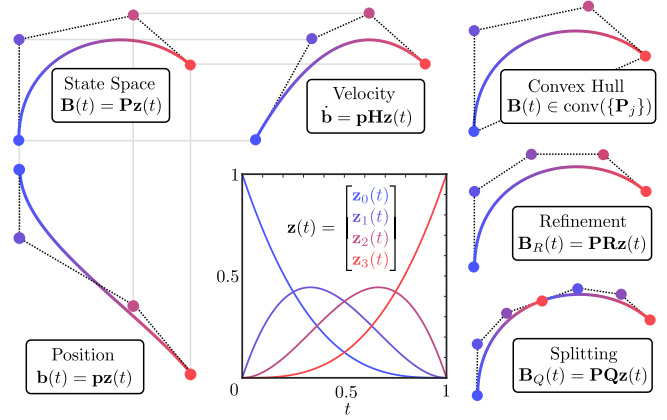 State Space
B(t) = Pz(t)
Velocity
ḃ = pHz(t)
Convex Hull
B(t) ∈ conv({P_j})
Refinement
B_R(t) = PRz(t)
Splitting
B_Q(t) = PQz(t)
Position
b(t) = pz(t)
1
z(t) =
z_0(t)
z_1(t)
z_2(t)
z_3(t)
0.5
0
0.5
1
t